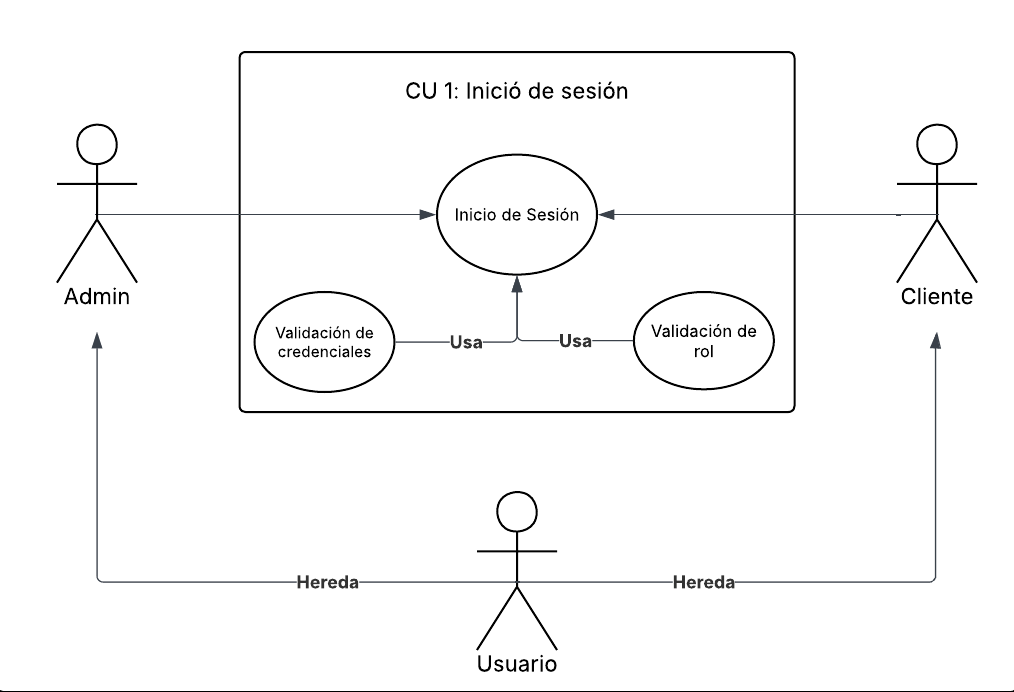 CU 1: Inició de sesión
Inicio de Sesión
Admin
Cliente
Validación de
credenciales
Usa
Usa
Validación de
rol
Hereda
Hereda
Usuario